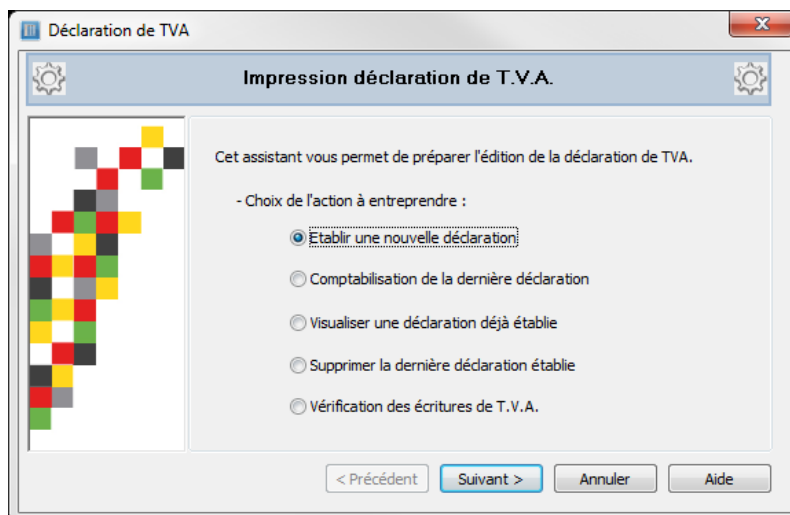 Déclaration de TVA
Impression déclaration de T.V.A.
Cet assistant vous permet de préparer l'édition de la déclaration de TVA.
- Choix de l'action à entreprendre :
Etablir une nouvelle déclaration
Comptabilisation de la dernière déclaration
Visualiser une déclaration déjà établie
Supprimer la dernière déclaration établie
Vérification des écritures de T.V.A.
< Précédent Suivant > Annuler Aide